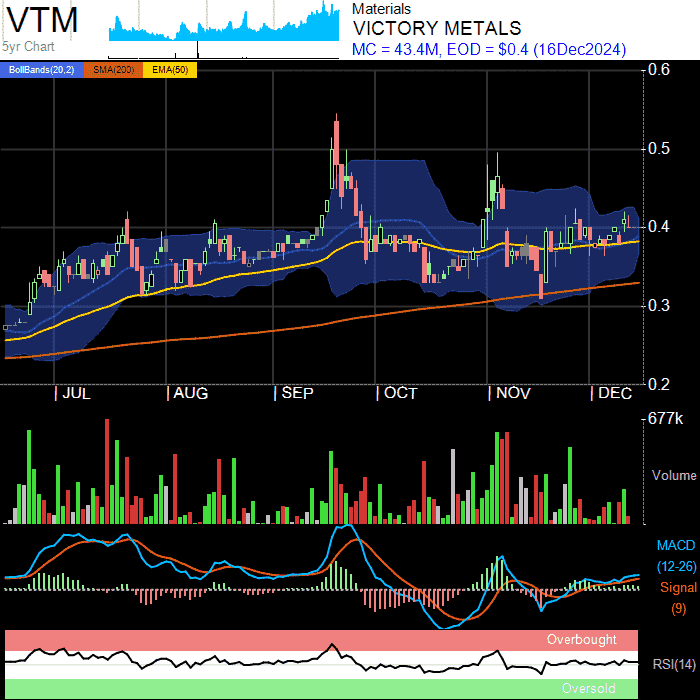 VTM
5yr Chart
Materials
VICTORY METALS
MC = 43.4M, EOD = $0.4 (16Dec2024)
BollBands(20,2) SMA(200) EMA(50)
0.6
0.5
0.4
0.3
0.2
JUL AUG SEP OCT NOV DEC
677k
Volume
MACD
(12-26)
Signal
(9)
Overbought
RSI(14)
Oversold